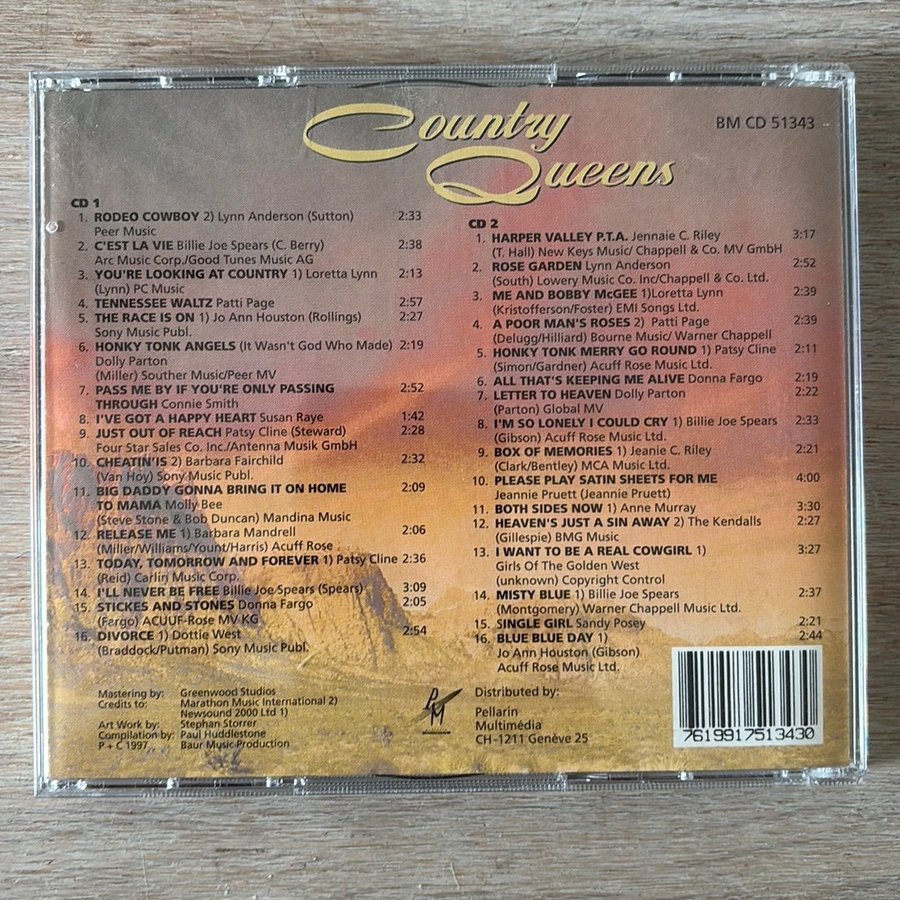 Country
Queens
BM CD 51343
CD 1
1. RODEO COWBOY 2) Lynn Anderson (Sutton) 2:33
Peer Music
2. C'EST LA VIE Billie Joe Spears (C. Berry) 2:38
Arc Music Corp./Good Tunes Music AG
3. YOU'RE LOOKING AT COUNTRY 1) Loretta Lynn 2:13
(Lynn) PC Music
4. TENNESSEE WALTZ Patti Page 2:57
5. THE RACE IS ON 1) Jo Ann Houston (Rollings) 2:27
Sony Music Publ.
6. HONKY TONK ANGELS (It Wasn't God Who Made) 2:19
Dolly Parton
(Miller) Souther Music/Peer MV
7. PASS ME BY IF YOU'RE ONLY PASSING 2:52
THROUGH Connie Smith
8. I'VE GOT A HAPPY HEART Susan Raye 1:42
9. JUST OUT OF REACH Patsy Cline (Steward) 2:28
Four Star Sales Co. Inc./Antenna Musik GmbH
10. CHEATIN'IS 2) Barbara Fairchild 2:32
(Van Hoy) Sony Music Publ.
11. BIG DADDY GONNA BRING IT ON HOME 2:09
TO MAMA Molly Bee
(Steve Stone & Bob Duncan) Mandina Music
12. RELEASE ME 1) Barbara Mandrell 2:06
(Miller/Williams/Yount/Harris) Acuff Rose
13. TODAY, TOMORROW AND FOREVER 1) Patsy Cline 2:36
(Reid) Carlin Music Corp.
14. I'LL NEVER BE FREE Billie Joe Spears (Spears) 3:09
15. STICKES AND STONES Donna Fargo 2:05
(Fargo) ACUUF-Rose MV KG
16. DIVORCE 1) Dottie West 2:54
(Braddock/Putman) Sony Music Publ.
CD 2
1. HARPER VALLEY P.T.A. Jennaie C. Riley 3:17
(T. Hall) New Keys Music/ Chappell & Co. MV GmbH
2. ROSE GARDEN Lynn Anderson 2:52
(South) Lowery Music Co. Inc/Chappell & Co. Ltd.
3. ME AND BOBBY McGEE 1)Loretta Lynn 2:39
(Kristofferson/Foster) EMI Songs Ltd.
4. A POOR MAN'S ROSES 2) Patti Page 2:39
(Delugg/Hilliard) Bourne Music/ Warner Chappell
5. HONKY TONK MERRY GO ROUND 1) Patsy Cline 2:11
(Simon/Gardner) Acuff Rose Music Ltd.
6. ALL THAT'S KEEPING ME ALIVE Donna Fargo 2:19
7. LETTER TO HEAVEN Dolly Parton 2:22
(Parton) Global MV
8. I'M SO LONELY I COULD CRY 1) Billie Joe Spears 2:33
(Gibson) Acuff Rose Music Ltd.
9. BOX OF MEMORIES 1) Jeanie C. Riley 2:21
(Clark/Bentley) MCA Music Ltd.
10. PLEASE PLAY SATIN SHEETS FOR ME 4:00
Jeannie Pruett (Jeannie Pruett)
11. BOTH SIDES NOW 1) Anne Murray 3:30
12. HEAVEN'S JUST A SIN AWAY 2) The Kendalls 2:27
(Gillespie) BMG Music
13. I WANT TO BE A REAL COWGIRL 1) 3:27
Girls Of The Golden West
(unknown) Copyright Control
14. MISTY BLUE 1) Billie Joe Spears 2:37
(Montgomery) Warner Chappell Music Ltd.
15. SINGLE GIRL Sandy Posey 2:21
16. BLUE BLUE DAY 1) 2:44
Jo Ann Houston (Gibson)
Acuff Rose Music Ltd.
Mastering by: Greenwood Studios
Credits to: Marathon Music International 2)
Newsound 2000 Ltd 1)
Art Work by: Stephan Storrer
Compilation by: Paul Huddlestone
P + C 1997 Baur Music Production
PM
Distributed by:
Pellarin
Multimédia
CH-1211 Genève 25
7619917513430